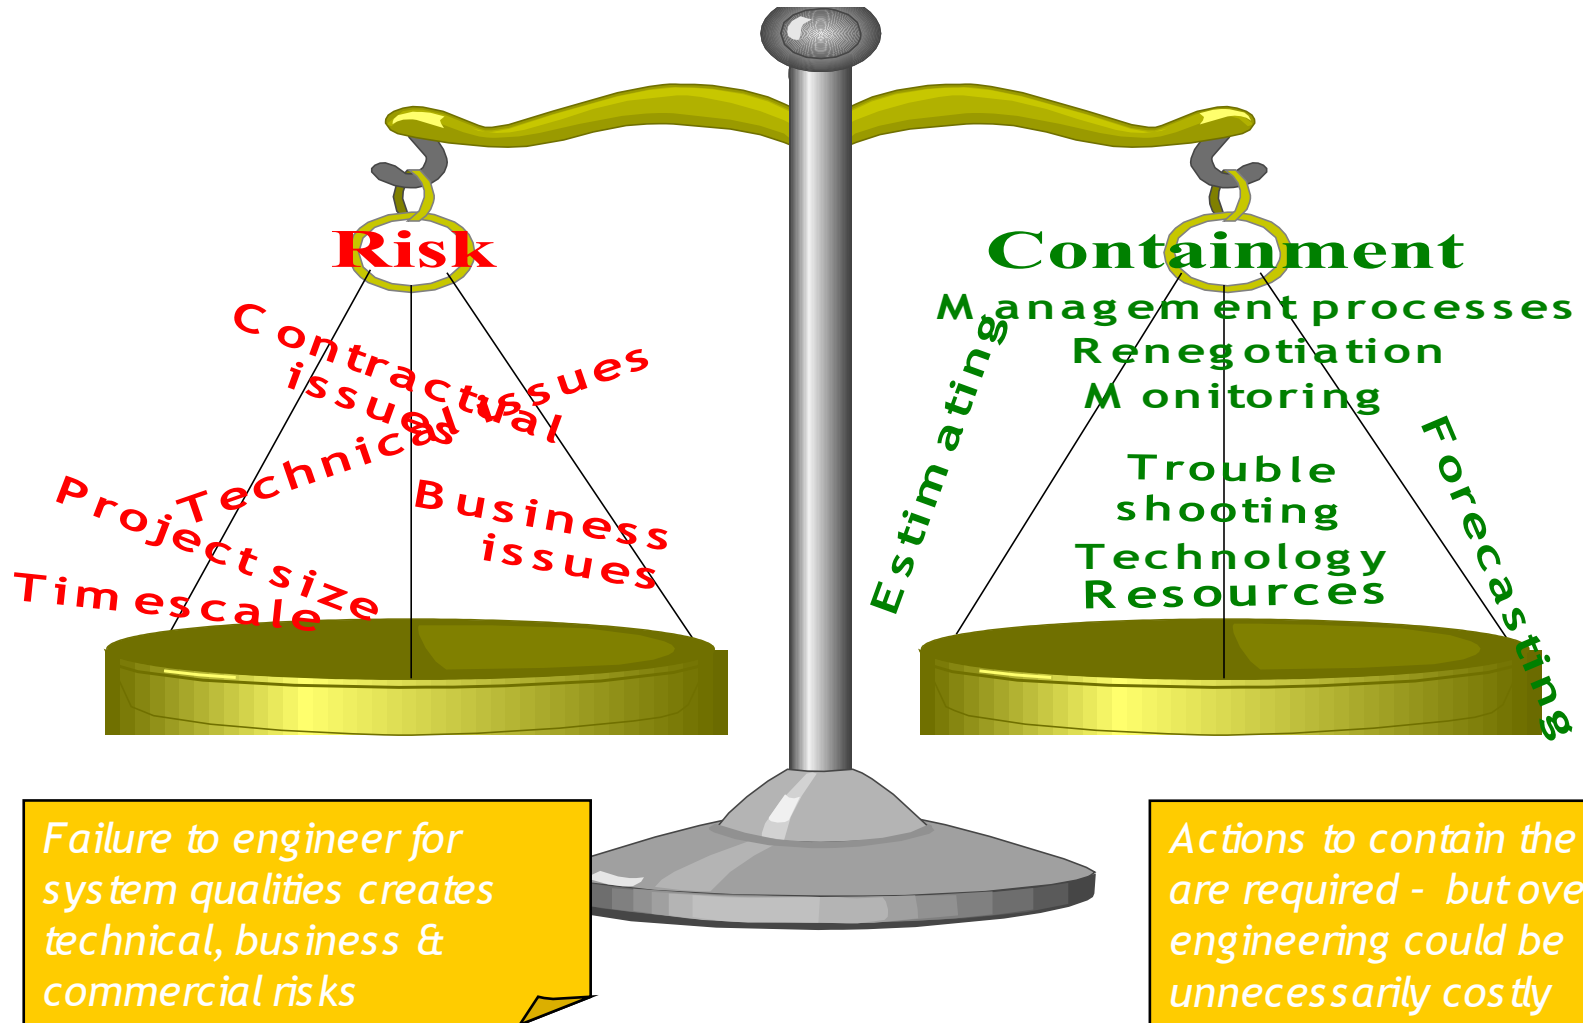 Risk
Contractual
issues
Technical issues
Project size
Timescale
Business
issues
Containment
Management processes
Renegotiation
Monitoring
Estimating
Trouble
shooting
Technology
Resources
Forecasting
Failure to engineer for
system qualities creates
technical, business &
commercial risks
Actions to contain the
are required - but ove
engineering could be
unnecessarily costly